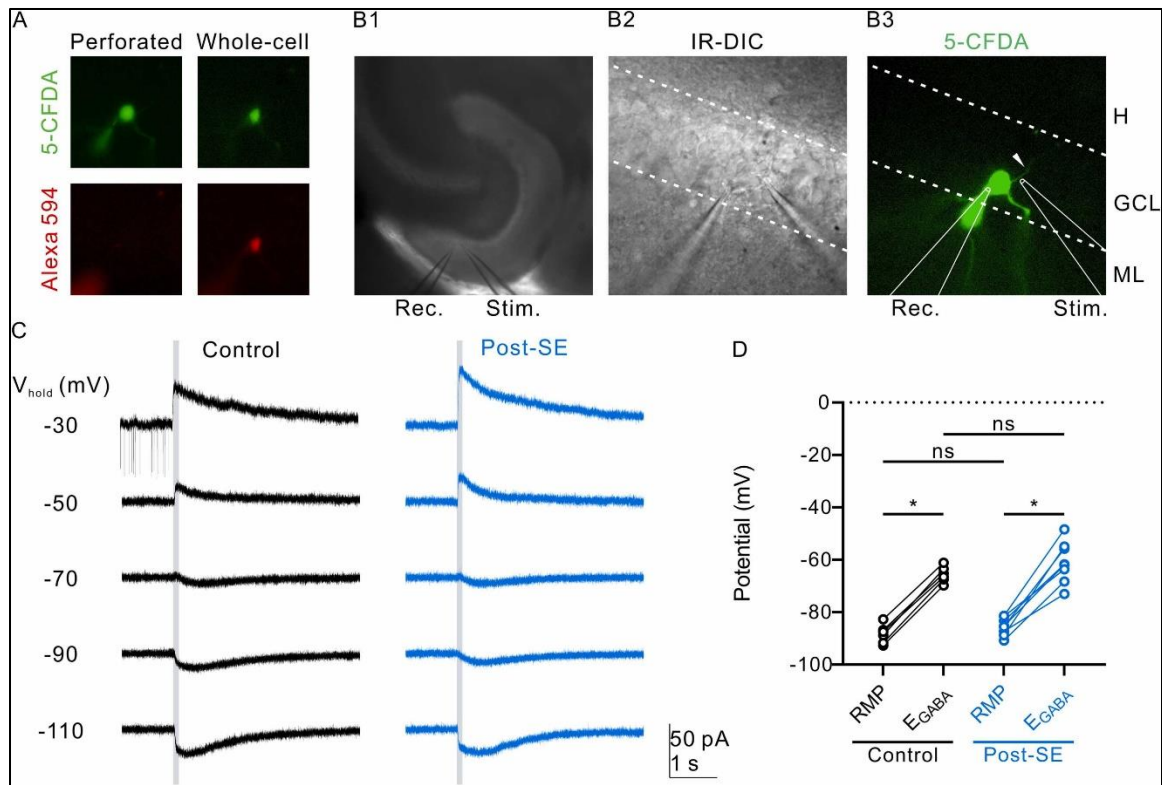 A
Perforated Whole-cell
5-CFDA
Alexa 594
B1
Rec. Stim.
B2
IR-DIC
B3
5-CFDA
H
GCL
ML
Rec. Stim.
C
Control Post-SE
Vhold (mV)
-30
-50
-70
-90
-110
50 pA
1 s
D
Potential (mV)
0
-20
-40
-60
-80
-100
ns
ns
* *
RMP EGABA RMP EGABA
Control Post-SE